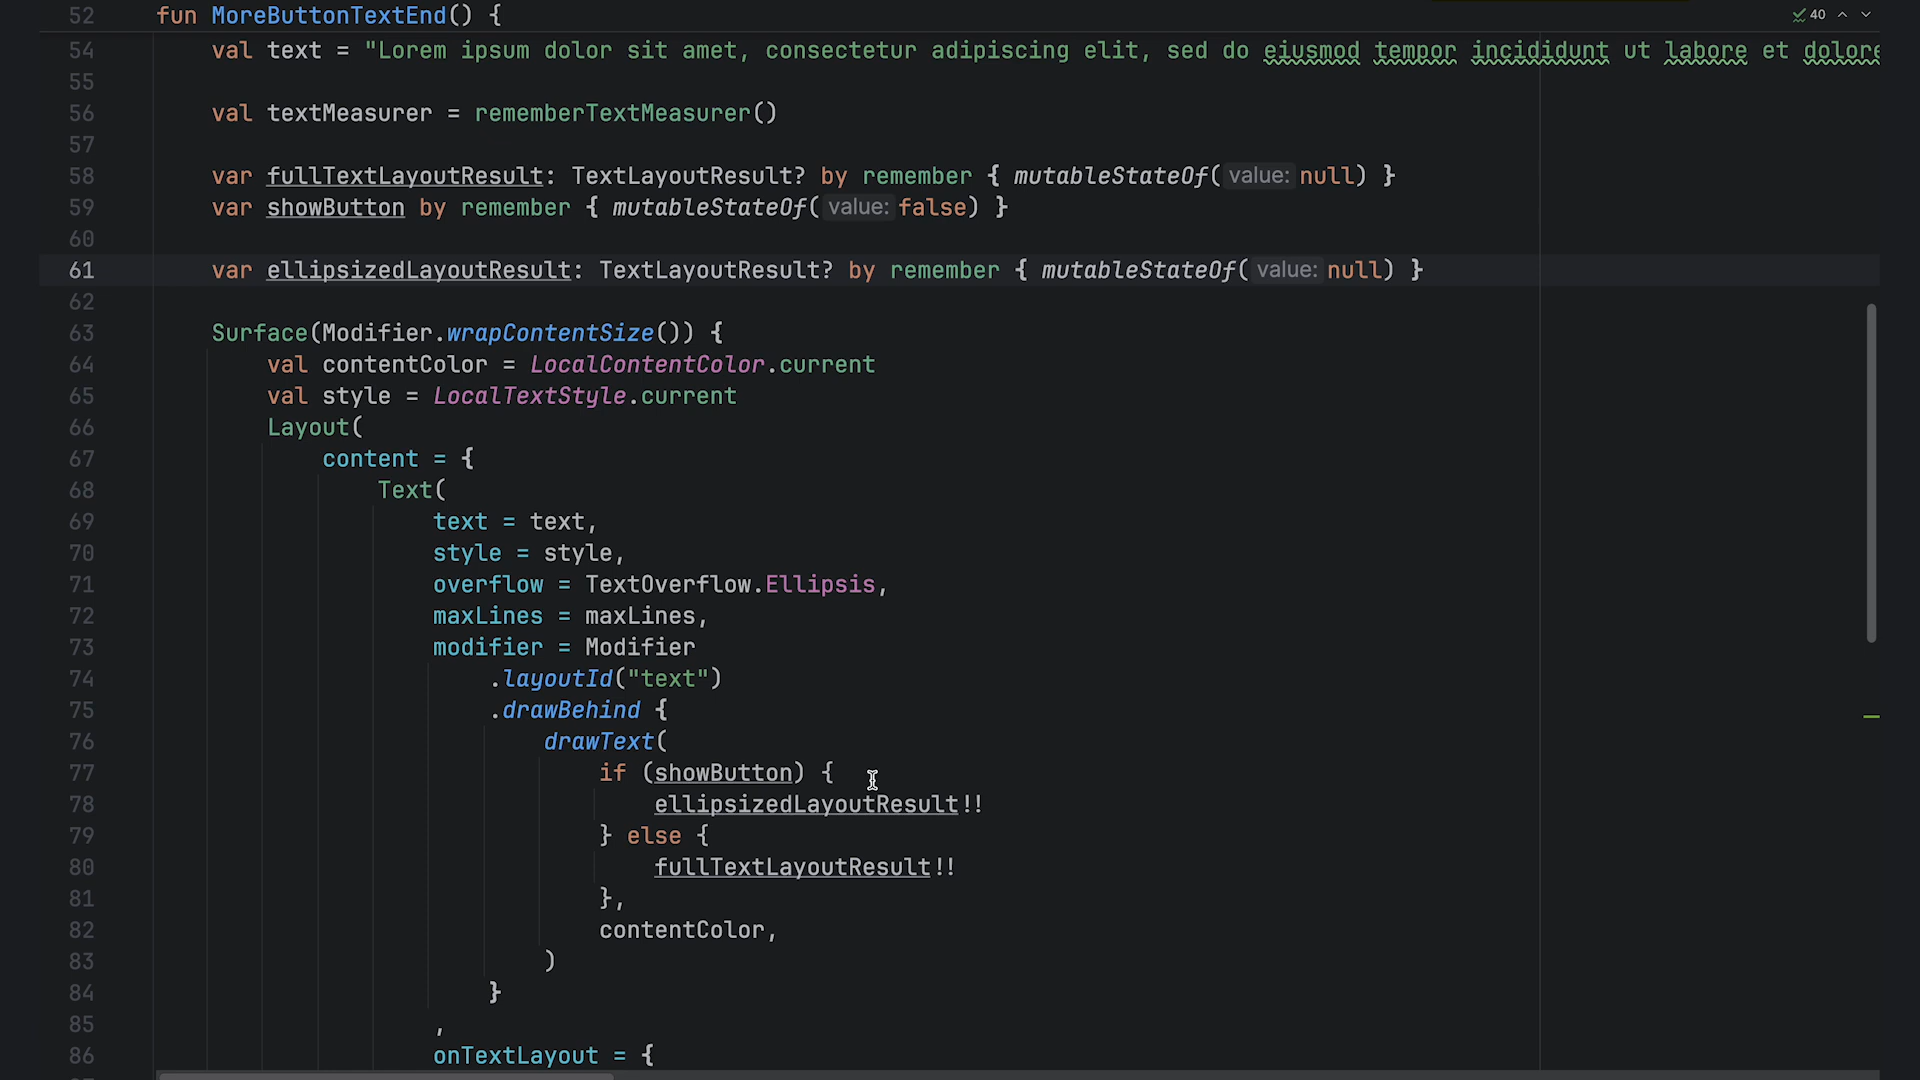 52 fun MoreButtonTextEnd() {
40
54 val text = "Lorem ipsum dolor sit amet, consectetur adipiscing elit, sed do eiusmod tempor incididunt ut labore et dolore
55
56 val textMeasurer = rememberTextMeasurer()
57
58 var fullTextLayoutResult: TextLayoutResult? by remember { mutableStateOf( value: null) }
59 var showButton by remember { mutableStateOf( value: false) }
60
61 var ellipsizedLayoutResult: TextLayoutResult? by remember { mutableStateOf( value: null) }
62
63 Surface(Modifier.wrapContentSize()) {
64 val contentColor = LocalContentColor.current
65 val style = LocalTextStyle.current
66 Layout(
67 content = {
68 Text(
69 text = text,
70 style = style,
71 overflow = TextOverflow.Ellipsis,
72 maxLines = maxLines,
73 modifier = Modifier
74 .layoutId("text")
75 .drawBehind {
76 drawText(
77 if (showButton) {
78 ellipsizedLayoutResult!!
79 } else {
80 fullTextLayoutResult!!
81 },
82 contentColor,
83 )
84 }
85 ,
86 onTextLayout = {